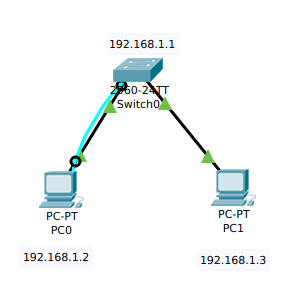 192.168.1.1
2960-24TT
Switch0
PC-PT
PC0
PC-PT
PC1
192.168.1.2
192.168.1.3